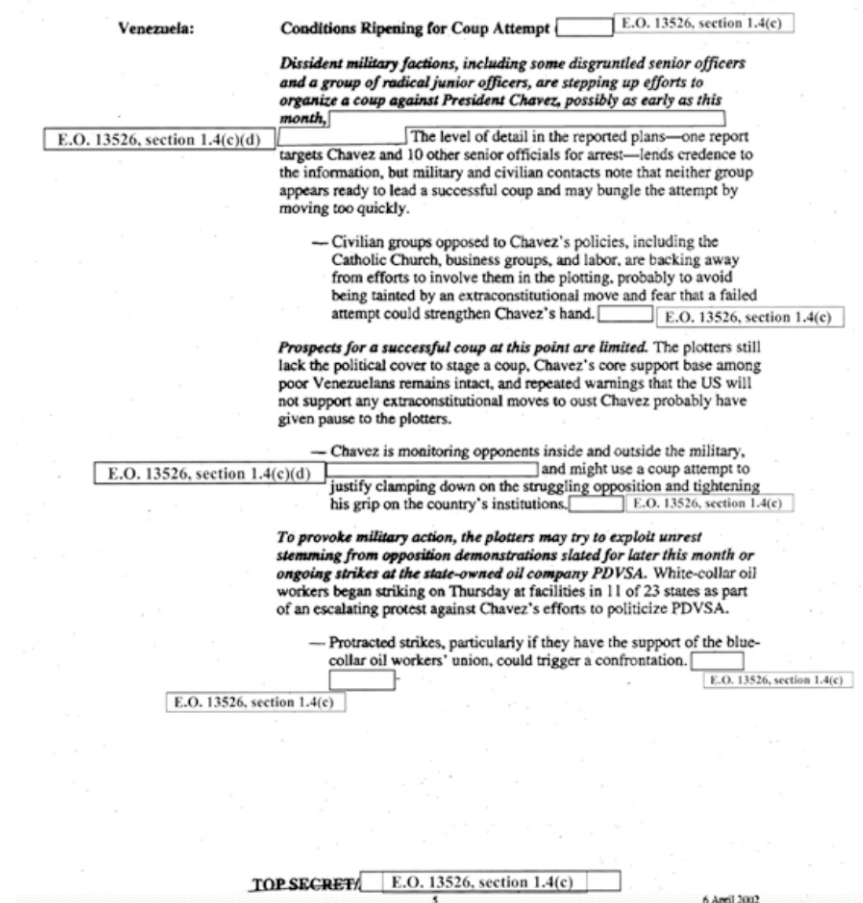 Venezuela: Conditions Ripening for Coup Attempt E.O. 13526, section 1.4(c)
Dissident military factions, including some disgruntled senior officers
and a group of radical junior officers, are stepping up efforts to
organize a coup against President Chavez, possibly as early as this
month,
E.O. 13526, section 1.4(c)(d) The level of detail in the reported plans—one report
targets Chavez and 10 other senior officials for arrest—lends credence to
the information, but military and civilian contacts note that neither group
appears ready to lead a successful coup and may bungle the attempt by
moving too quickly.
— Civilian groups opposed to Chavez's policies, including the
Catholic Church, business groups, and labor, are backing away
from efforts to involve them in the plotting, probably to avoid
being tainted by an extraconstitutional move and fear that a failed
attempt could strengthen Chavez's hand. E.O. 13526, section 1.4(c)
Prospects for a successful coup at this point are limited. The plotters still
lack the political cover to stage a coup, Chavez's core support base among
poor Venezuelans remains intact, and repeated warnings that the US will
not support any extraconstitutional moves to oust Chavez probably have
given pause to the plotters.
— Chavez is monitoring opponents inside and outside the military,
E.O. 13526, section 1.4(c)(d) and might use a coup attempt to
justify clamping down on the struggling opposition and tightening
his grip on the country's institutions. E.O. 13526, section 1.4(c)
To provoke military action, the plotters may try to exploit unrest
stemming from opposition demonstrations slated for later this month or
ongoing strikes at the state-owned oil company PDVSA. White-collar oil
workers began striking on Thursday at facilities in 11 of 23 states as part
of an escalating protest against Chavez's efforts to politicize PDVSA.
— Protracted strikes, particularly if they have the support of the blue-
collar oil workers' union, could trigger a confrontation.
E.O. 13526, section 1.4(c)
E.O. 13526, section 1.4(c)
TOP SECRET/ E.O. 13526, section 1.4(c)
5
6 April 2002